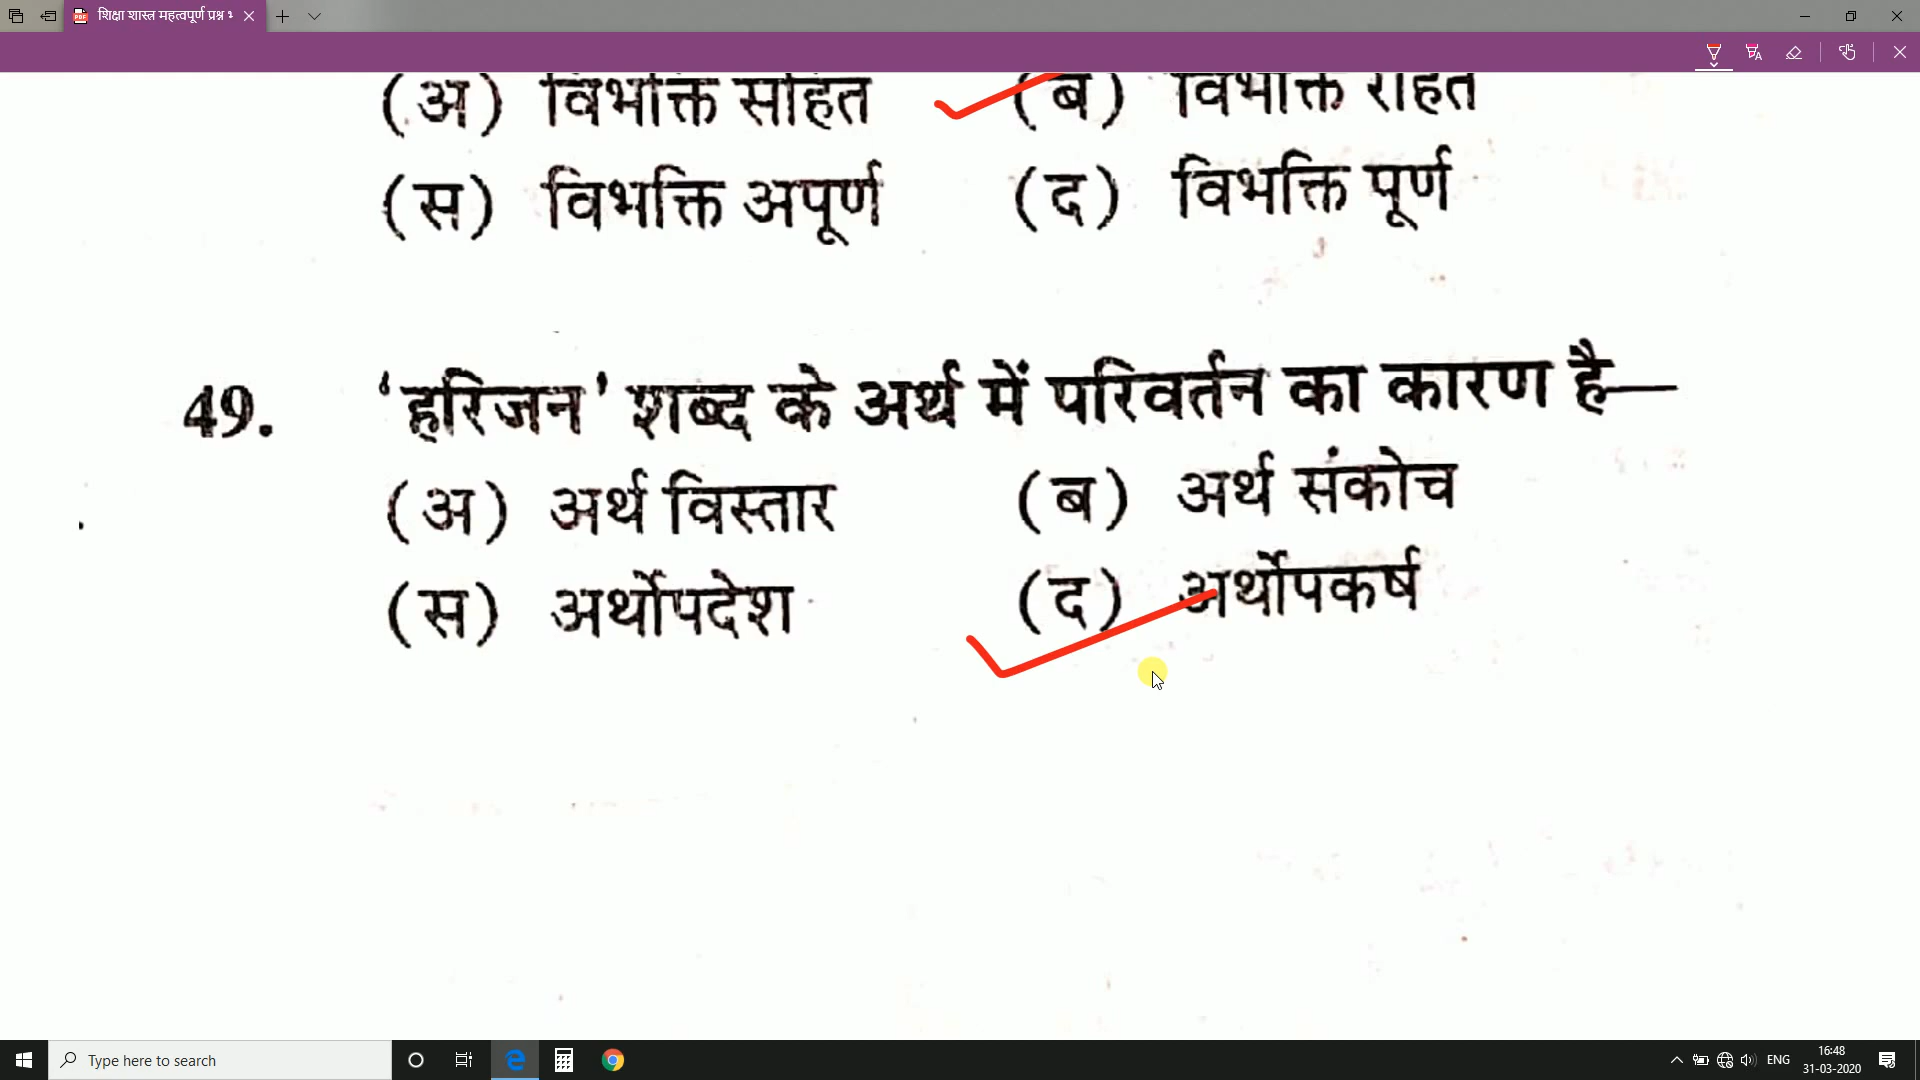 शिक्षा शास्त्र महत्वपूर्ण प्रश्न
(अ) विभक्ति सहित (ब) विभक्ति रहित
(स) विभक्ति अपूर्ण (द) विभक्ति पूर्ण
49. 'हरिजन' शब्द के अर्थ में परिवर्तन का कारण है—
(अ) अर्थ विस्तार (ब) अर्थ संकोच
(स) अर्थोपदेश (द) अर्थोपकर्ष
Type here to search
ENG
16:48
31-03-2020